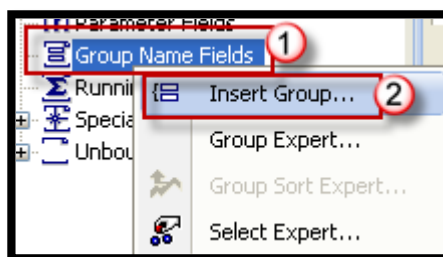 Parameter Fields
Group Name Fields
1
Insert Group...
2
Group Expert...
Group Sort Expert...
Select Expert...